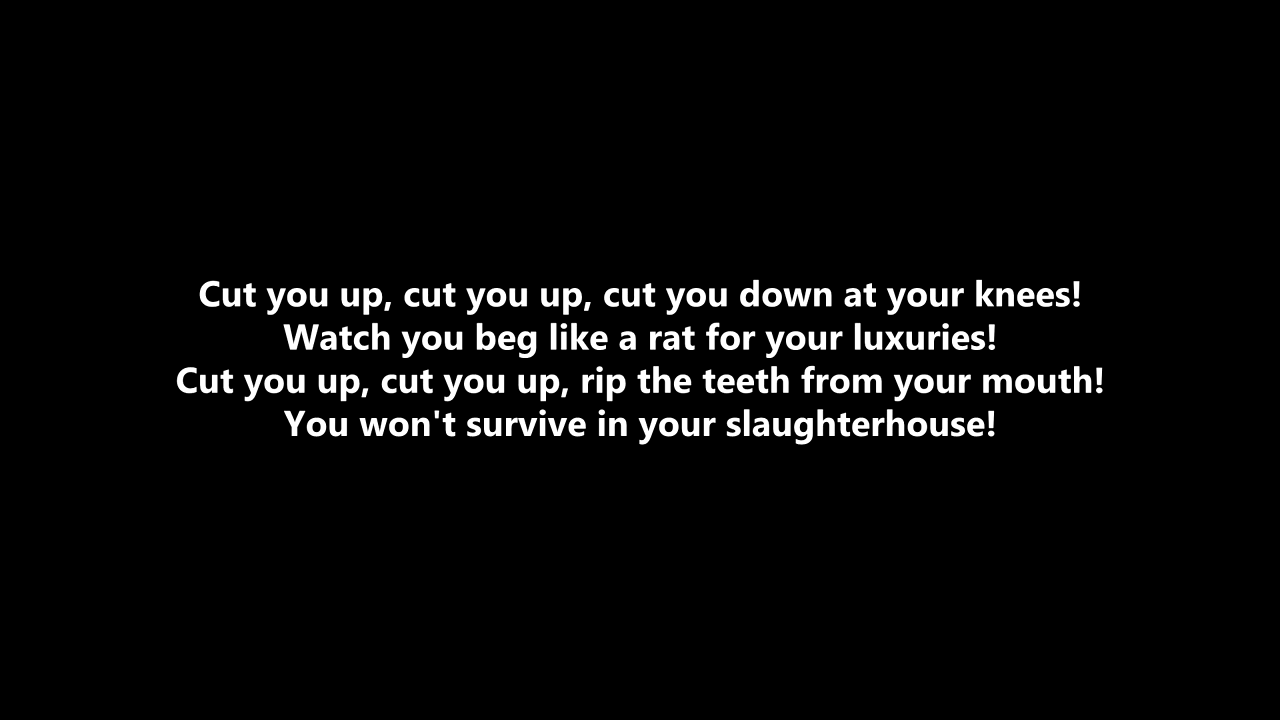 Cut you up, cut you up, cut you down at your knees!
Watch you beg like a rat for your luxuries!
Cut you up, cut you up, rip the teeth from your mouth!
You won't survive in your slaughterhouse!